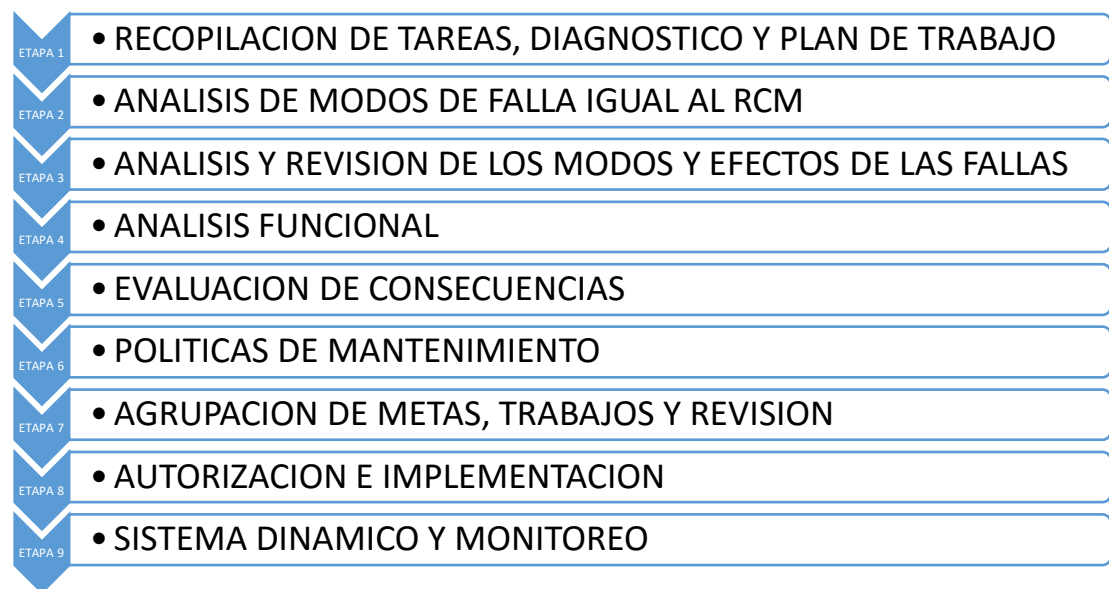 ETAPA 1
• RECOPILACION DE TAREAS, DIAGNOSTICO Y PLAN DE TRABAJO
ETAPA 2
• ANALISIS DE MODOS DE FALLA IGUAL AL RCM
ETAPA 3
• ANALISIS Y REVISION DE LOS MODOS Y EFECTOS DE LAS FALLAS
ETAPA 4
• ANALISIS FUNCIONAL
ETAPA 5
• EVALUACION DE CONSECUENCIAS
ETAPA 6
• POLITICAS DE MANTENIMIENTO
ETAPA 7
• AGRUPACION DE METAS, TRABAJOS Y REVISION
ETAPA 8
• AUTORIZACION E IMPLEMENTACION
ETAPA 9
• SISTEMA DINAMICO Y MONITOREO